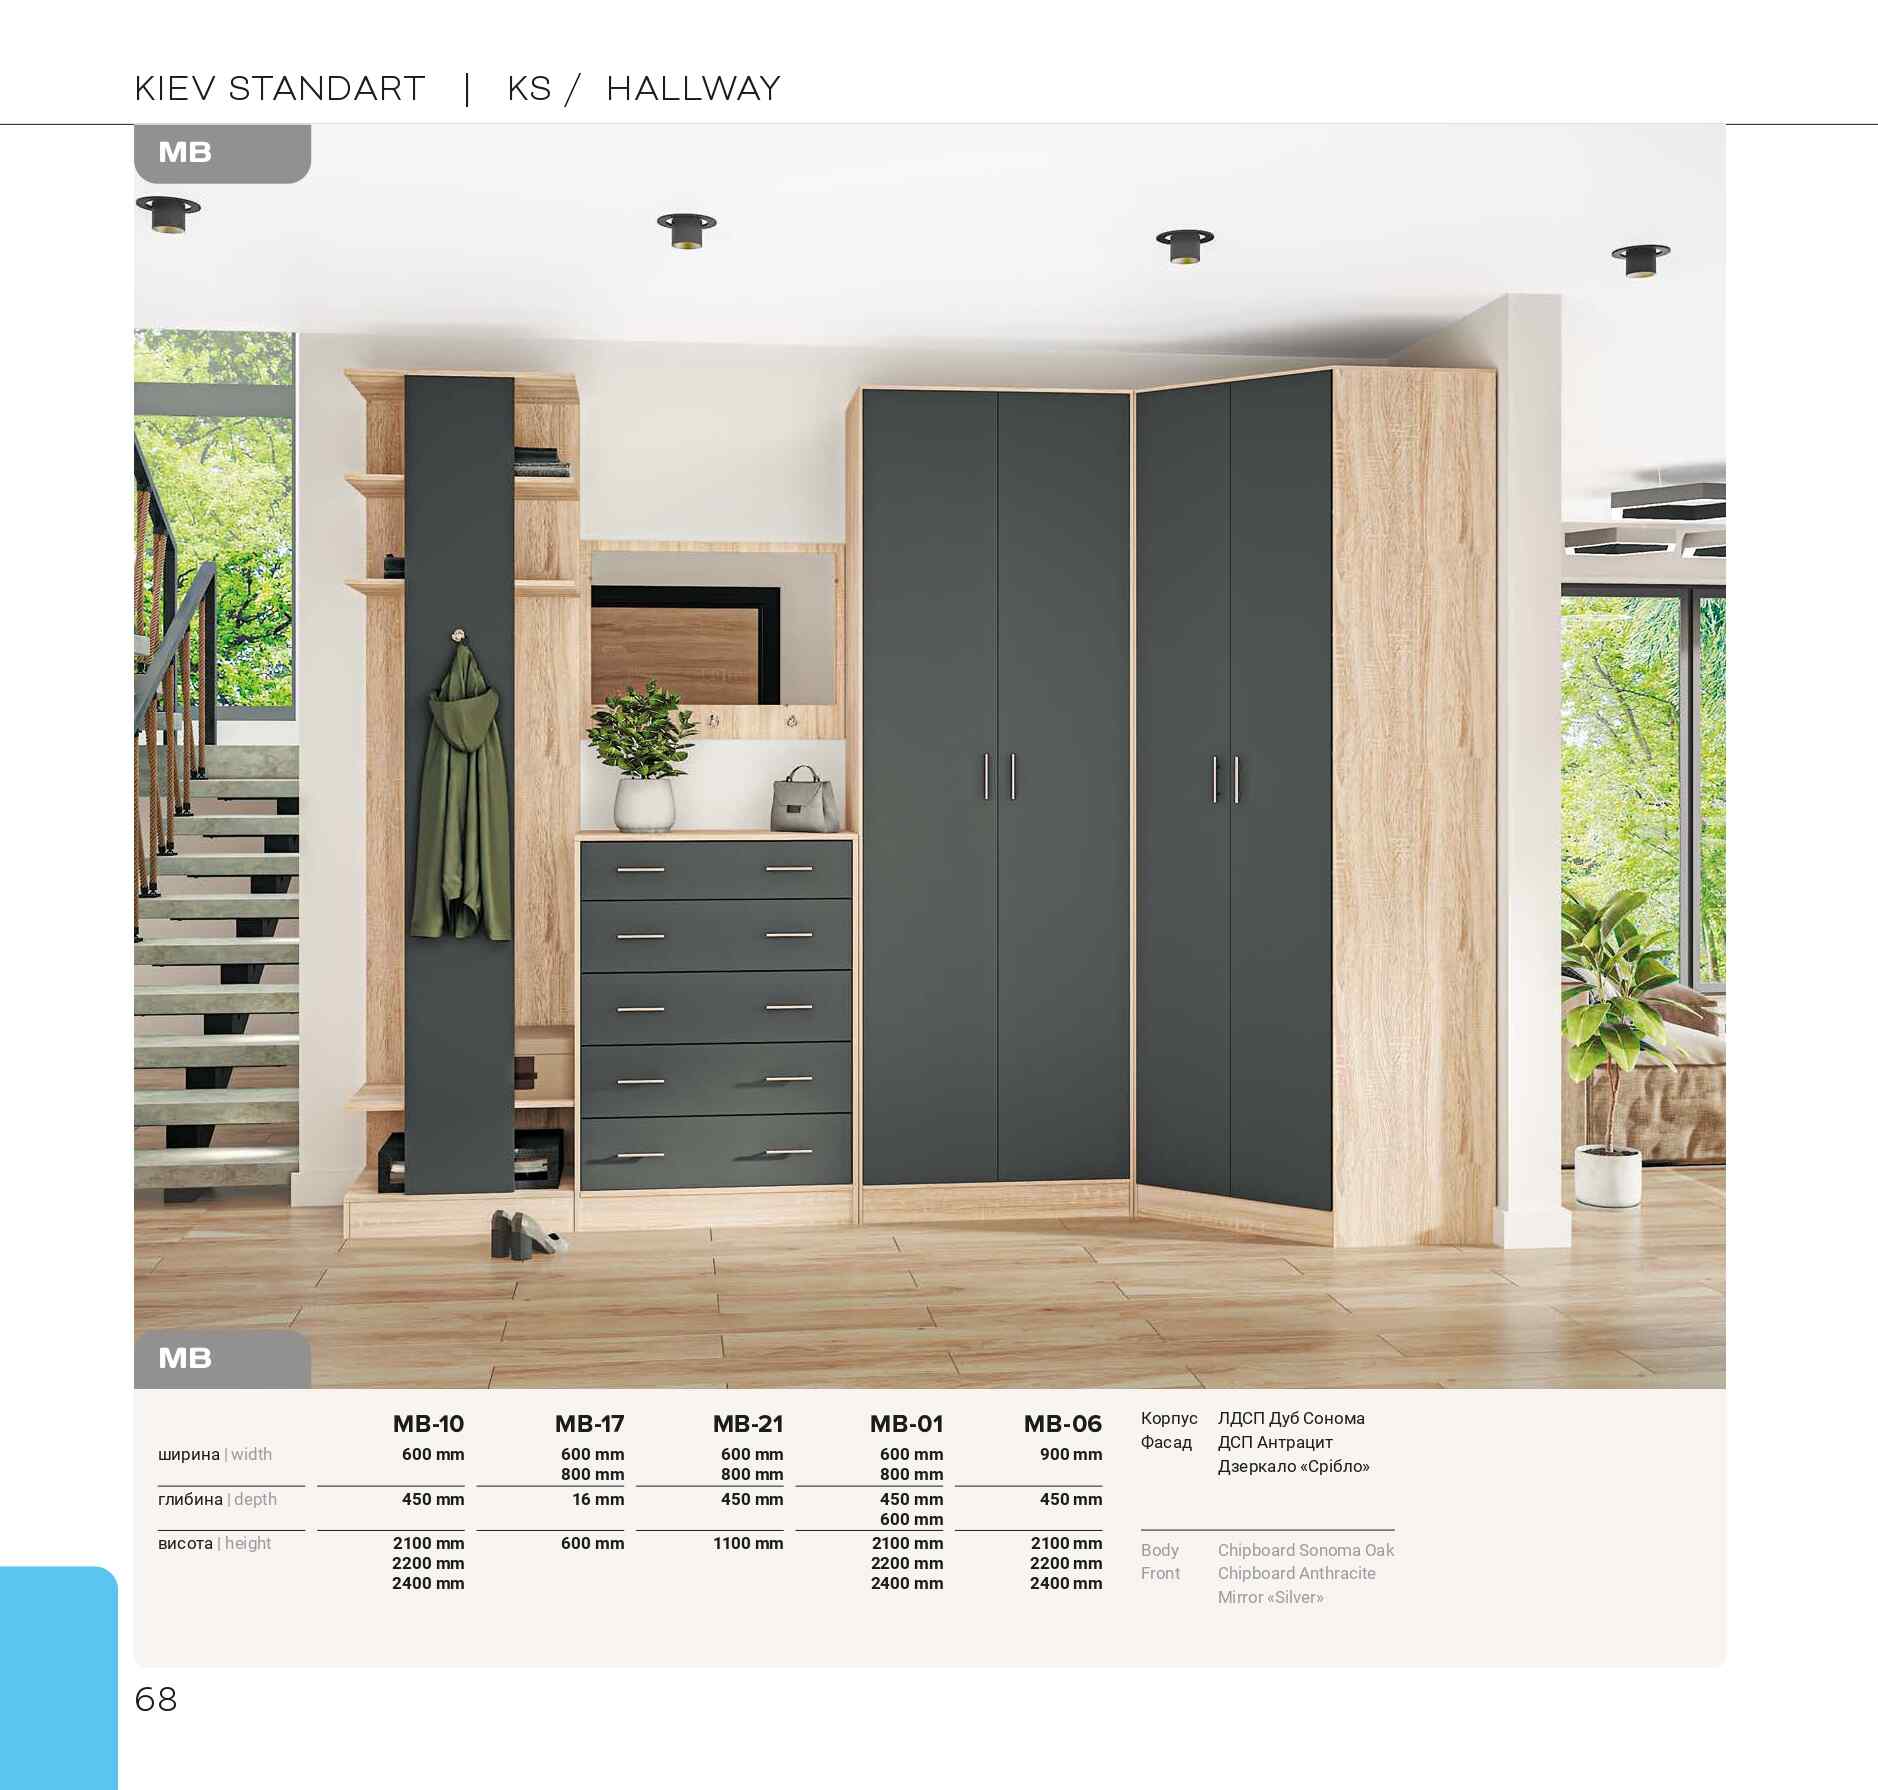 KIEV STANDART | KS / HALLWAY
MB
MB
MB-10 MB-17 MB-21 MB-01 MB-06
ширина | width 600 mm 600 mm 600 mm 600 mm 900 mm
800 mm 800 mm 800 mm
глибина | depth 450 mm 16 mm 450 mm 450 mm 450 mm
600 mm
висота | height 2100 mm 600 mm 1100 mm 2100 mm 2100 mm
2200 mm 2200 mm 2200 mm
2400 mm 2400 mm 2400 mm
Корпус ЛДСП Дуб Сонома
Фасад ДСП Антрацит
Дзеркало «Срібло»
Body Chipboard Sonoma Oak
Front Chipboard Anthracite
Mirror «Silver»
68